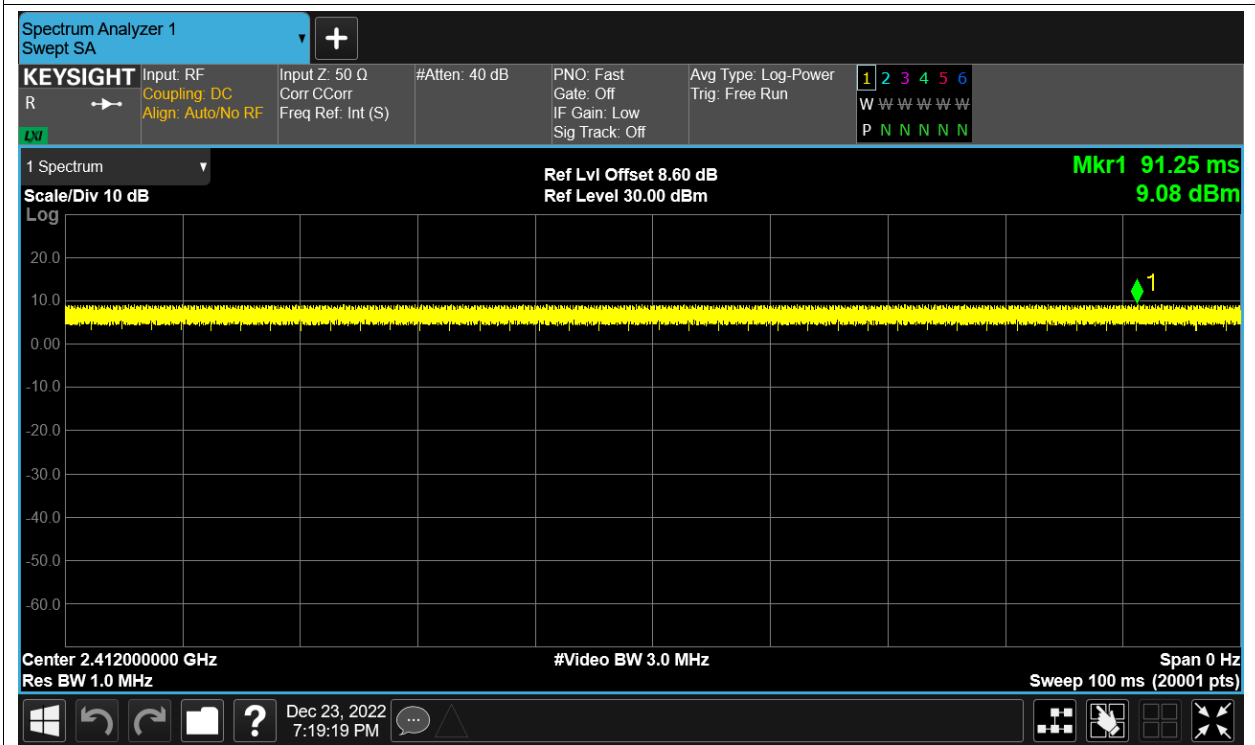 Spectrum Analyzer 1
Swept SA
KEYSIGHT
R
LXI
Input: RF
Coupling: DC
Align: Auto/No RF
Input Z: 50 Ω
Corr CCorr
Freq Ref: Int (S)
#Atten: 40 dB
PNO: Fast
Gate: Off
IF Gain: Low
Sig Track: Off
Avg Type: Log-Power
Trig: Free Run
1 2 3 4 5 6
W W W W W W
P N N N N N
1 Spectrum
Scale/Div 10 dB
Ref Lvl Offset 8.60 dB
Ref Level 30.00 dBm
Mkr1 91.25 ms
9.08 dBm
Log
20.0
10.0
0.00
-10.0
-20.0
-30.0
-40.0
-50.0
-60.0
1
Center 2.412000000 GHz
Res BW 1.0 MHz
#Video BW 3.0 MHz
Span 0 Hz
Sweep 100 ms (20001 pts)
?
Dec 23, 2022
7:19:19 PM